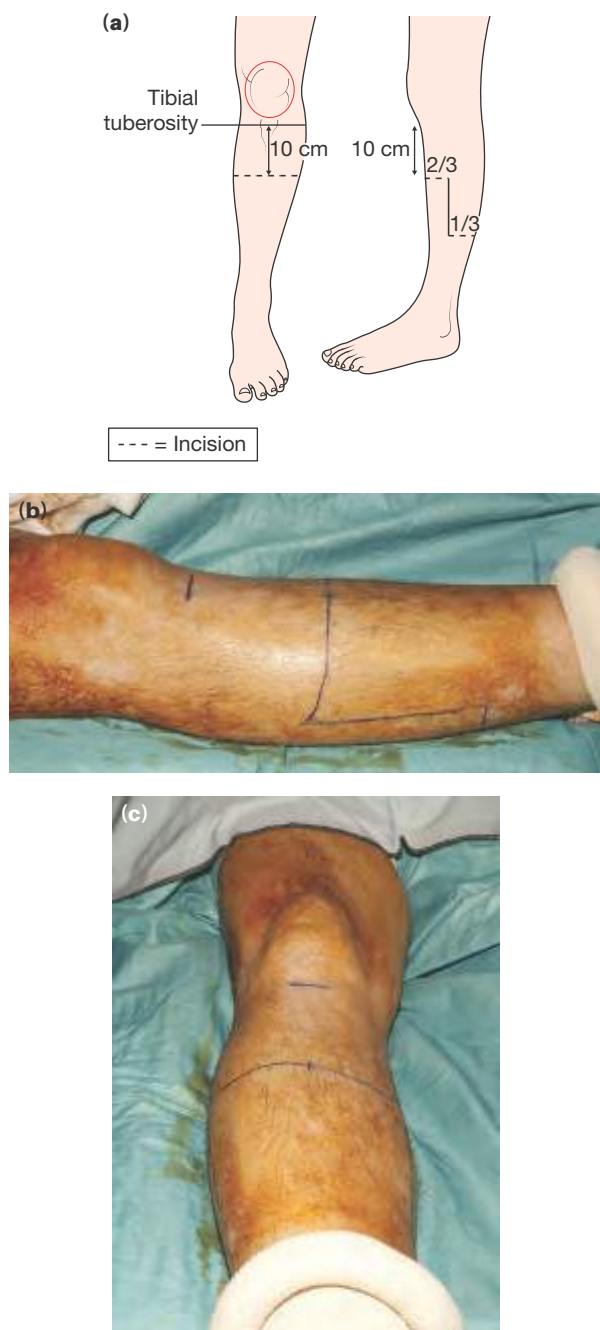 (a)
Tibial
tuberosity
10 cm
10 cm
2/3
1/3
--- = Incision
(b)
(c)